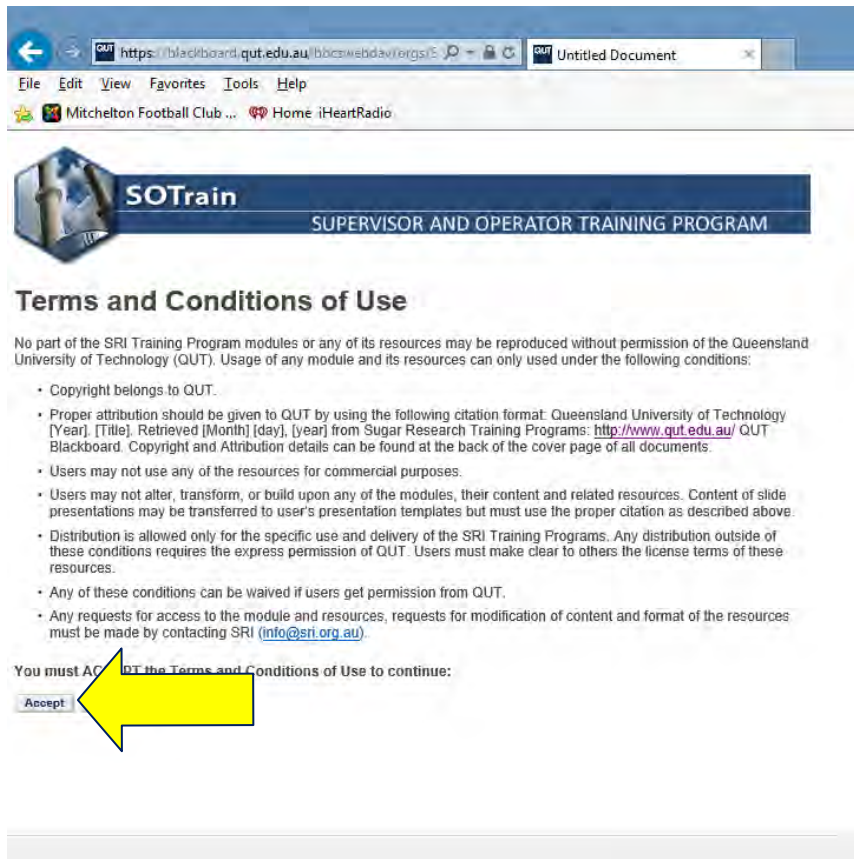 QUT https://blackboard.qut.edu.au/bbcswebdav/orgs/S QUT Untitled Document
File Edit View Favorites Tools Help
Mitchelton Football Club ... Home iHeartRadio
SOTrain
SUPERVISOR AND OPERATOR TRAINING PROGRAM
Terms and Conditions of Use
No part of the SRI Training Program modules or any of its resources may be reproduced without permission of the Queensland
University of Technology (QUT). Usage of any module and its resources can only used under the following conditions:
• Copyright belongs to QUT.
• Proper attribution should be given to QUT by using the following citation format: Queensland University of Technology
[Year]. [Title]. Retrieved [Month] [day], [year] from Sugar Research Training Programs: http://www.qut.edu.au/ QUT
Blackboard. Copyright and Attribution details can be found at the back of the cover page of all documents.
• Users may not use any of the resources for commercial purposes.
• Users may not alter, transform, or build upon any of the modules, their content and related resources. Content of slide
presentations may be transferred to user's presentation templates but must use the proper citation as described above.
• Distribution is allowed only for the specific use and delivery of the SRI Training Programs. Any distribution outside of
these conditions requires the express permission of QUT. Users must make clear to others the license terms of these
resources.
• Any of these conditions can be waived if users get permission from QUT.
• Any requests for access to the module and resources, requests for modification of content and format of the resources
must be made by contacting SRI (info@sri.org.au).
You must AC PT the Terms and Conditions of Use to continue:
Accept